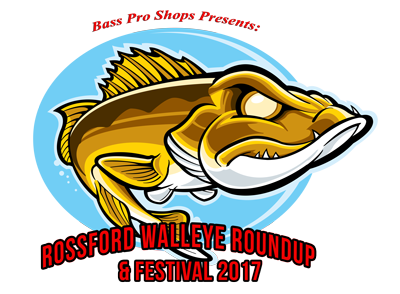 Bass Pro Shops Presents:
ROSSFORD WALLEYE ROUNDUP
& FESTIVAL 2017